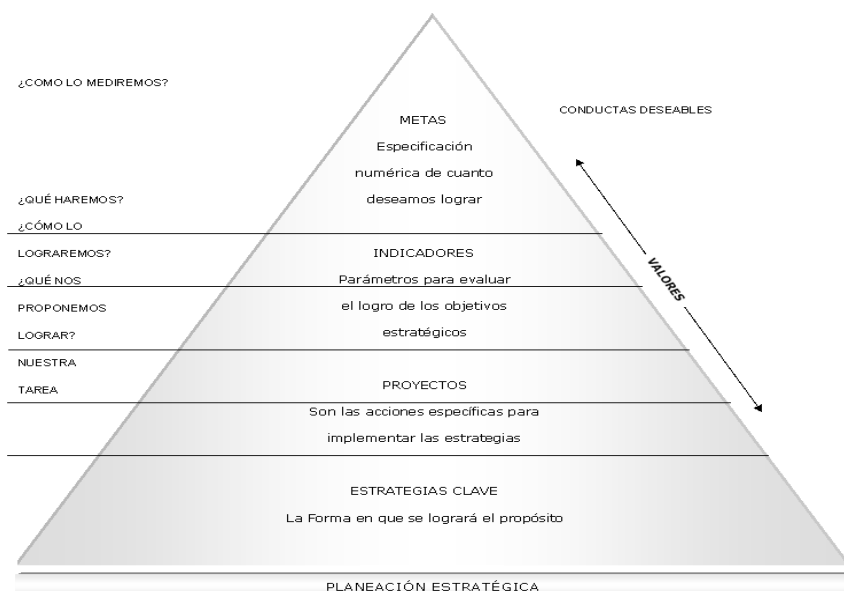 ¿COMO LO MEDIREMOS?
CONDUCTAS DESEABLES
METAS
Especificación
numérica de cuanto
deseamos lograr
¿QUÉ HAREMOS?
¿CÓMO LO
LOGRAREMOS?
¿QUÉ NOS
PROPONEMOS
LOGRAR?
NUESTRA
TAREA
INDICADORES
Parámetros para evaluar
el logro de los objetivos
estratégicos
VALORES
PROYECTOS
Son las acciones específicas para
implementar las estrategias
ESTRATEGIAS CLAVE
La Forma en que se logrará el propósito
PLANEACIÓN ESTRATÉGICA